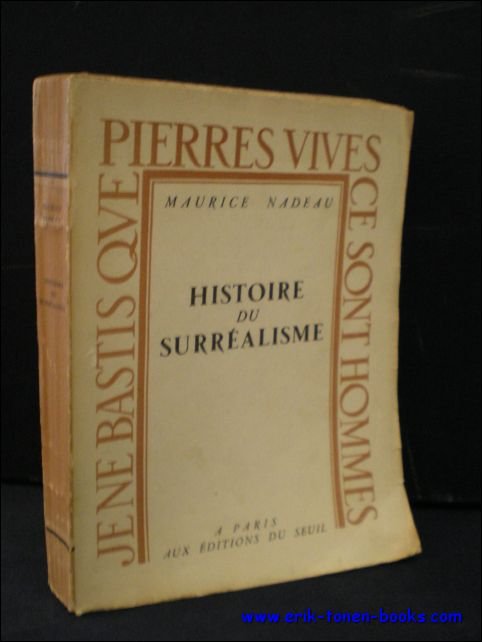 JE NE BASTIS QVE
PIERRES VIVES
CE SONT HOMMES
MAURICE NADEAU
HISTOIRE
DU
SURRÉALISME
A PARIS
AUX ÉDITIONS DU SEUIL
www.erik-tonen-books.com